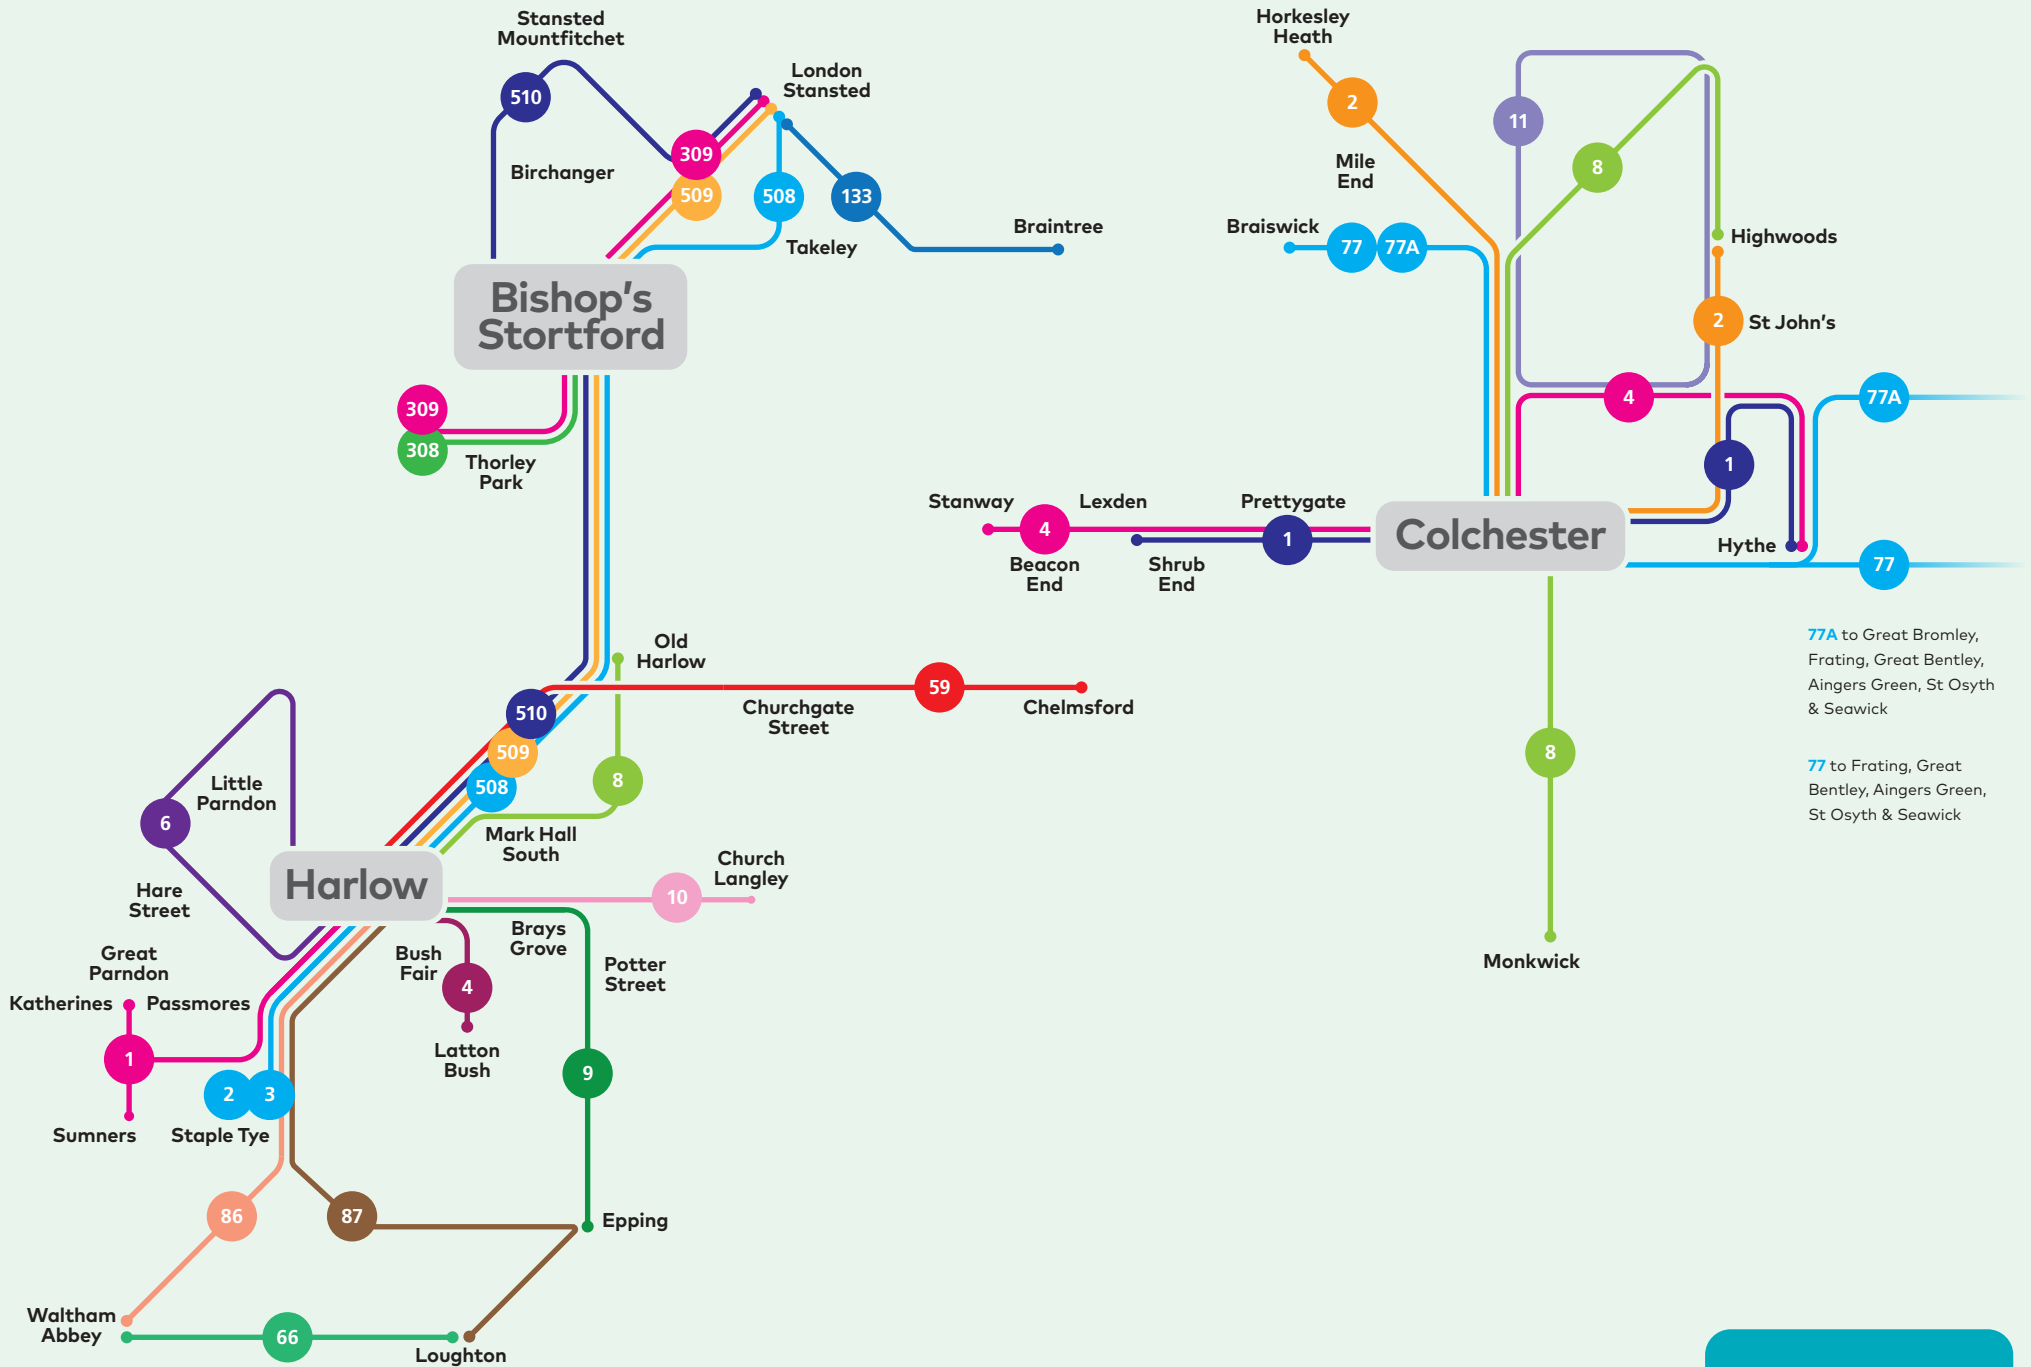 Stansted
Mountfitchet
510
London
Stansted
309
509
508
133
Birchanger
Takeley
Braintree
Bishop's
Stortford
309
308
Thorley
Park
Old
Harlow
59
Churchgate
Street
Chelmsford
510
509
508
8
Mark Hall
South
Little
Parndon
6
Hare
Street
Harlow
Church
Langley
10
Brays
Grove
Bush
Fair
4
Latton
Bush
Potter
Street
9
Great
Parndon
Katherines
Passmores
1
2
3
Sumners
Staple Tye
86
87
Epping
Waltham
Abbey
66
Loughton
Horkesley
Heath
2
Mile
End
11
8
Braiswick
77
77A
Highwoods
2
St John's
4
77A
1
Stanway
4
Lexden
Prettygate
1
Beacon
End
Shrub
End
Colchester
Hythe
77
8
Monkwick
77A to Great Bromley,
Frating, Great Bentley,
Aingers Green, St Osyth
& Seawick
77 to Frating, Great
Bentley, Aingers Green,
St Osyth & Seawick